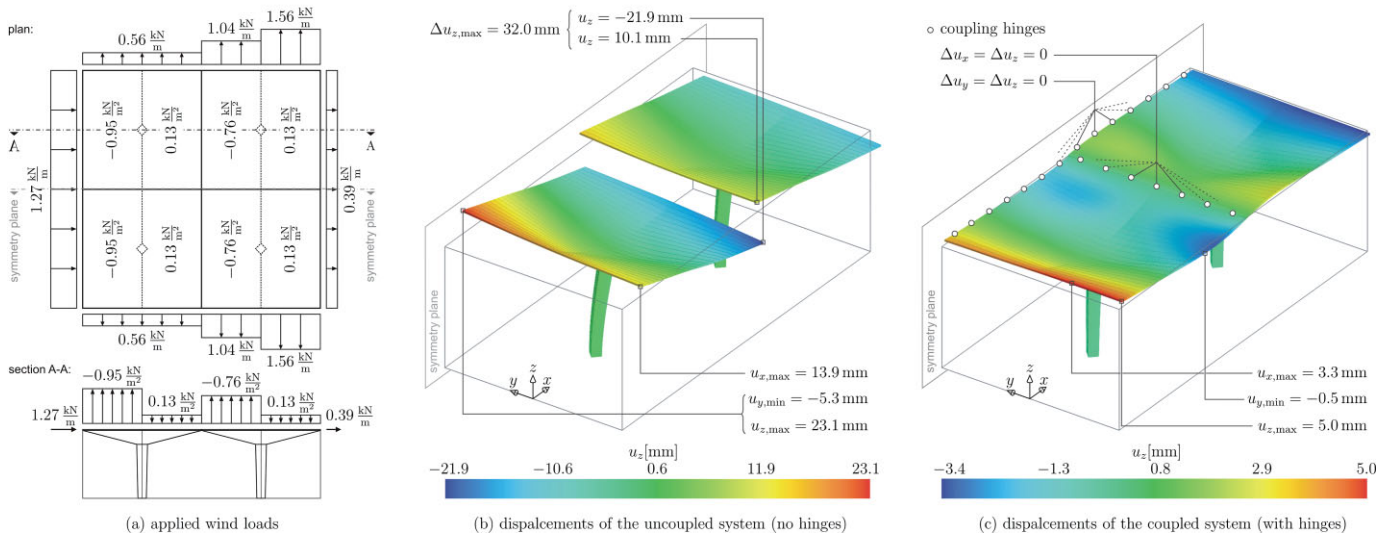 plan:
0.56 kN/m
1.04 kN/m
1.56 kN/m
−0.95 kN/m²
0.13 kN/m²
−0.76 kN/m²
0.13 kN/m²
A
A
1.27 kN/m
0.39 kN/m
symmetry plane
symmetry plane
−0.95 kN/m²
0.13 kN/m²
−0.76 kN/m²
0.13 kN/m²
0.56 kN/m
1.04 kN/m
1.56 kN/m
section A-A:
−0.95 kN/m²
0.13 kN/m²
−0.76 kN/m²
0.13 kN/m²
1.27 kN/m
0.39 kN/m
(a) applied wind loads
Δu_z,max = 32.0 mm { u_z = −21.9 mm
u_z = 10.1 mm
symmetry plane
y z x
u_x,max = 13.9 mm
u_y,min = −5.3 mm
u_z,max = 23.1 mm
u_z[mm]
−21.9 −10.6 0.6 11.9 23.1
(b) dispalcements of the uncoupled system (no hinges)
coupling hinges
Δu_x = Δu_z = 0
Δu_y = Δu_z = 0
symmetry plane
y z x
u_x,max = 3.3 mm
u_y,min = −0.5 mm
u_z,max = 5.0 mm
u_z[mm]
−3.4 −1.3 0.8 2.9 5.0
(c) dispalcements of the coupled system (with hinges)